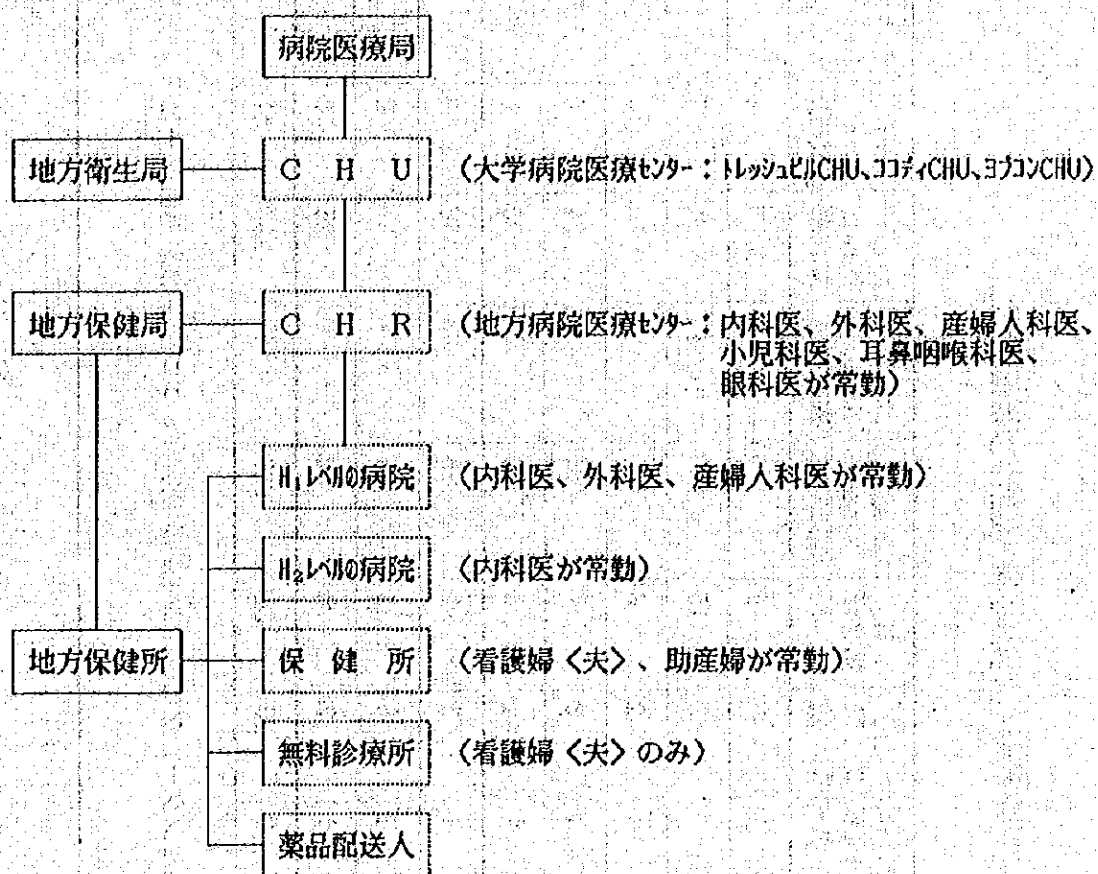 病院医療局
地方衛生局 CHU (大学病院医療センター:トレッシュビルCHU、ココディCHU、ヨプコンCHU)
地方保健局 CHR (地方病院医療センター:内科医、外科医、産婦人科医、
小児科医、耳鼻咽喉科医、
眼科医が常勤)
H₁レベルの病院 (内科医、外科医、産婦人科医が常勤)
H₂レベルの病院 (内科医が常勤)
地方保健所 保健所 (看護婦〈夫〉、助産婦が常勤)
無料診療所 (看護婦〈夫〉のみ)
薬品配送人